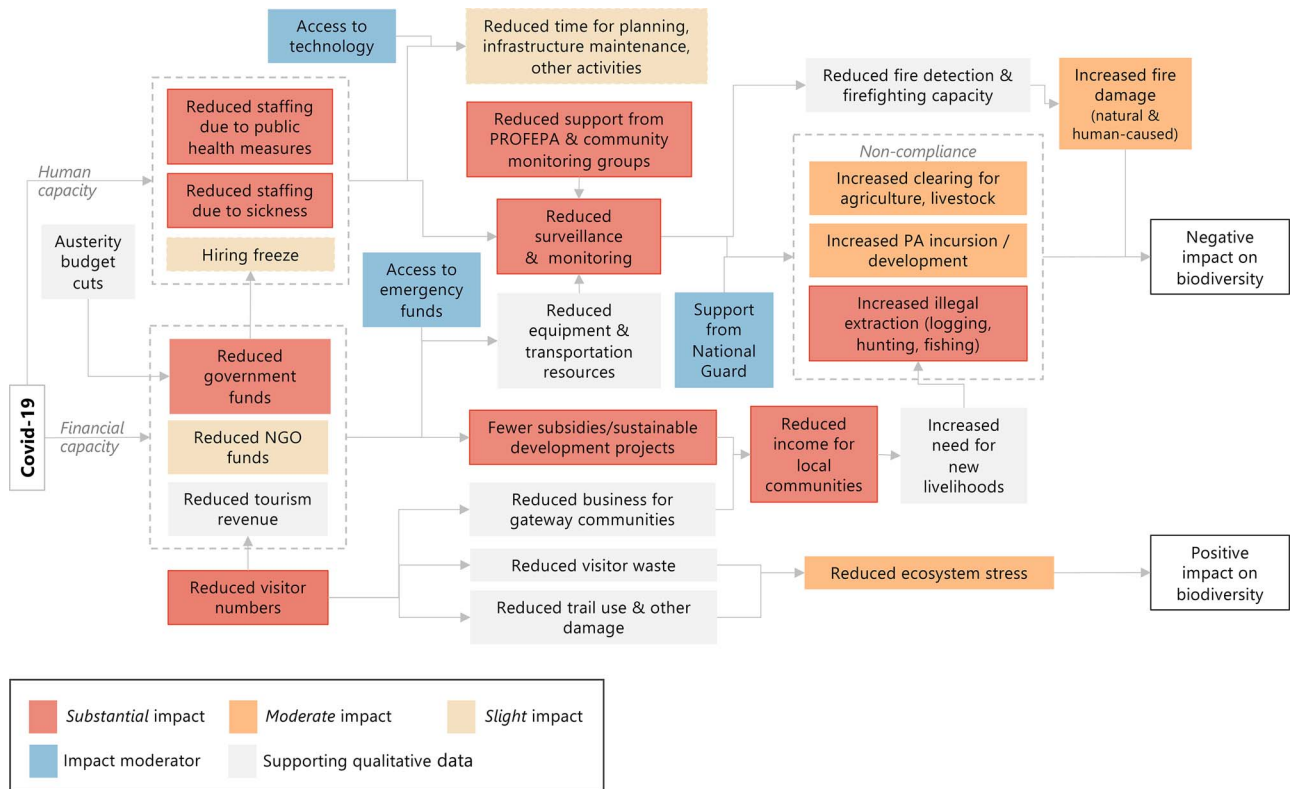 Access to
technology
Reduced time for planning,
infrastructure maintenance,
other activities
Reduced fire detection &
firefighting capacity
Increased fire
damage
(natural &
human-caused)
Reduced staffing
due to public
health measures
Reduced support from
PROFEPA & community
monitoring groups
Human
capacity
Reduced staffing
due to sickness
Hiring freeze
Non-compliance
Increased clearing for
agriculture, livestock
Increased PA incursion /
development
Increased illegal
extraction (logging,
hunting, fishing)
Reduced
surveillance
& monitoring
Negative
impact on
biodiversity
Austerity
budget
cuts
Access to
emergency
funds
Reduced
equipment &
transportation
resources
Support
from
National
Guard
Covid-19
Financial
capacity
Reduced
government
funds
Reduced NGO
funds
Reduced tourism
revenue
Fewer subsidies/sustainable
development projects
Reduced
income for
local
communities
Increased
need for
new
livelihoods
Reduced business for
gateway communities
Reduced visitor
numbers
Reduced visitor waste
Reduced trail use & other
damage
Reduced ecosystem stress
Positive
impact on
biodiversity
Substantial impact
Moderate impact
Slight impact
Impact moderator
Supporting qualitative data